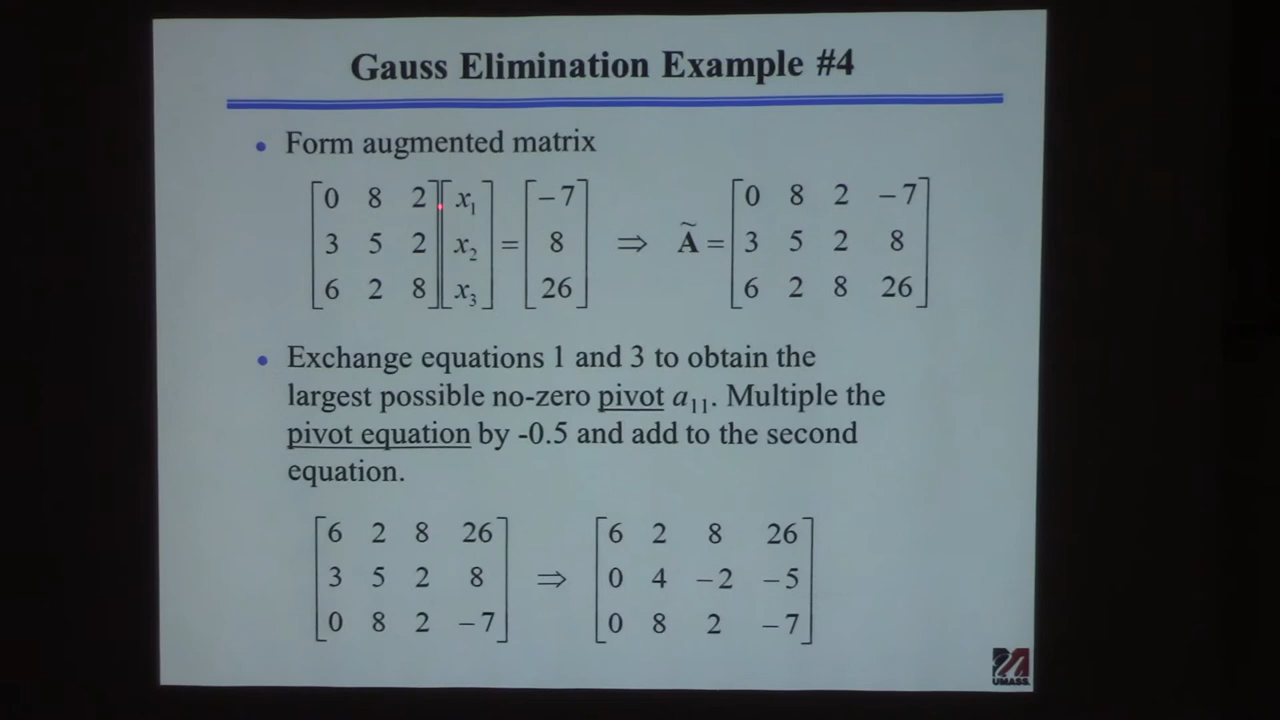 Gauss Elimination Example #4
• Form augmented matrix
[0 8 2; 3 5 2; 6 2 8] [x₁; x₂; x₃] = [−7; 8; 26] ⇒ Ã = [0 8 2 −7; 3 5 2 8; 6 2 8 26]
• Exchange equations 1 and 3 to obtain the
largest possible no-zero pivot a₁₁. Multiple the
pivot equation by -0.5 and add to the second
equation.
[6 2 8 26; 3 5 2 8; 0 8 2 −7] ⇒ [6 2 8 26; 0 4 −2 −5; 0 8 2 −7]
UMASS